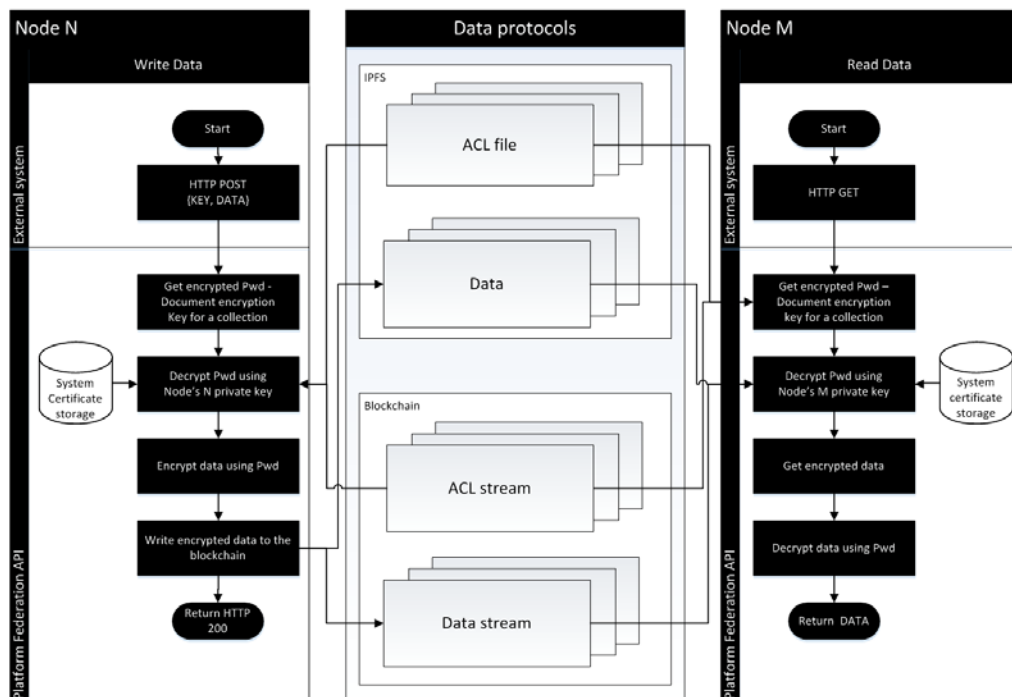 Node N
Write Data
External system
Start
HTTP POST
(KEY, DATA)
Platform Federation API
Get encrypted Pwd -
Document encryption
Key for a collection
System
Certificate
storage
Decrypt Pwd using
Node's N private key
Encrypt data using Pwd
Write encrypted data to the
blockchain
Return HTTP
200
Data protocols
IPFS
ACL file
Data
Blockchain
ACL stream
Data stream
Node M
Read Data
External system
Start
HTTP GET
Platform Federation API
Get encrypted Pwd –
Document encryption
key for a collection
Decrypt Pwd using
Node's M private key
System
certificate
storage
Get encrypted data
Decrypt data using Pwd
Return DATA